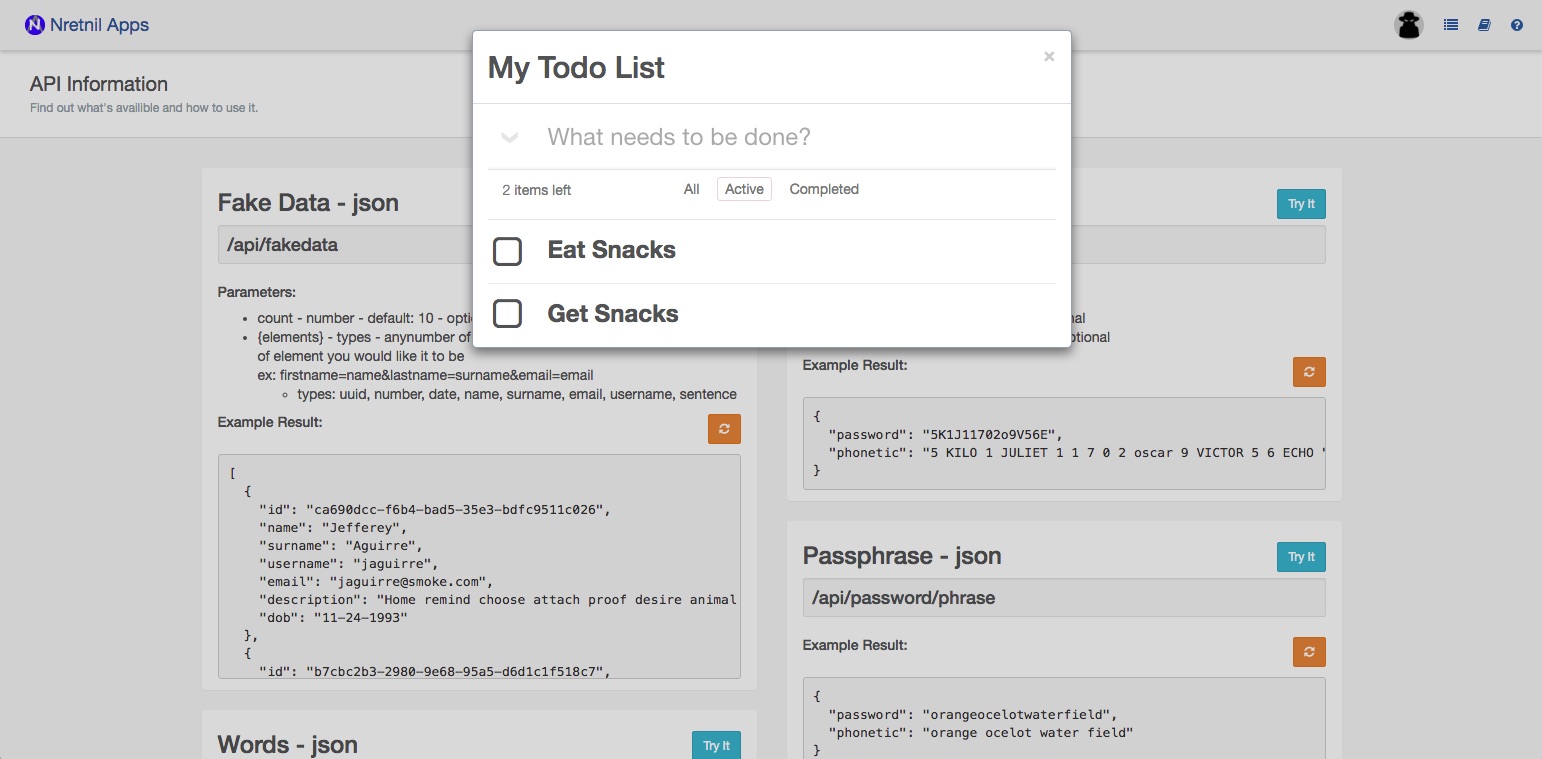 Nretnil Apps
API Information
Find out what's availible and how to use it.
My Todo List
×
What needs to be done?
2 items left
All
Active
Completed
Eat Snacks
Get Snacks
Fake Data - json
/api/fakedata
Parameters:
count - number - default: 10 -
{elements} - types - anynumber of
of element you would like it to be
ex: firstname=name&lastname=surname&email=email
types: uuid, number, date, name, surname, email, username, sentence
Example Result:
[
{
"id": "ca690dcc-f6b4-bad5-35e3-bdfc9511c026",
"name": "Jefferey",
"surname": "Aguirre",
"username": "jaguirre",
"email": "jaguirre@smoke.com",
"description": "Home remind choose attach proof desire animal
"dob": "11-24-1993"
},
{
"id": "b7cbc2b3-2980-9e68-95a5-d6d1c1f518c7",
Words - json
Try It
Try It
Example Result:
{
"password": "5K1J11702o9V56E",
"phonetic": "5 KILO 1 JULIET 1 1 7 0 2 oscar 9 VICTOR 5 6 ECHO "
}
Passphrase - json
Try It
/api/password/phrase
Example Result:
{
"password": "orangeocelotwaterfield",
"phonetic": "orange ocelot water field"
}